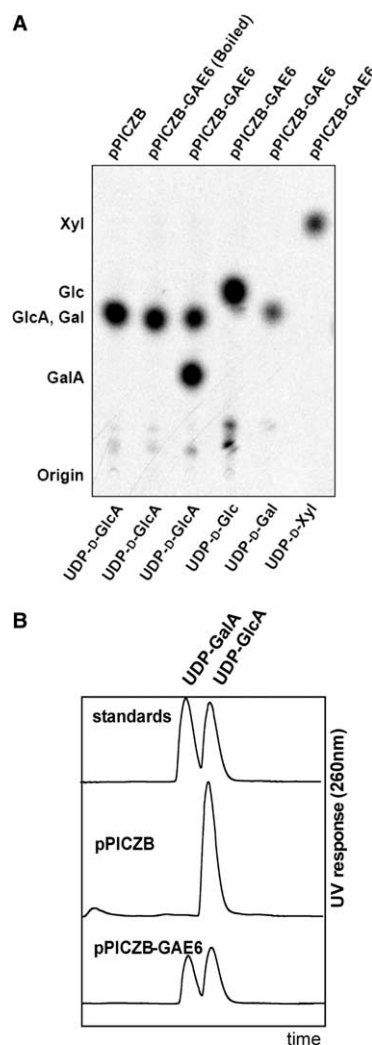 A
pPICZB
pPICZB-GAE6 (Boiled)
pPICZB-GAE6
pPICZB-GAE6
pPICZB-GAE6
pPICZB-GAE6
Xyl
Glc
GlcA, Gal
GalA
Origin
UDP-D-GlcA
UDP-D-GlcA
UDP-D-GlcA
UDP-D-Glc
UDP-D-Gal
UDP-D-Xyl
B
UDP-GalA
UDP-GlcA
standards
pPICZB
pPICZB-GAE6
UV response (260nm)
time